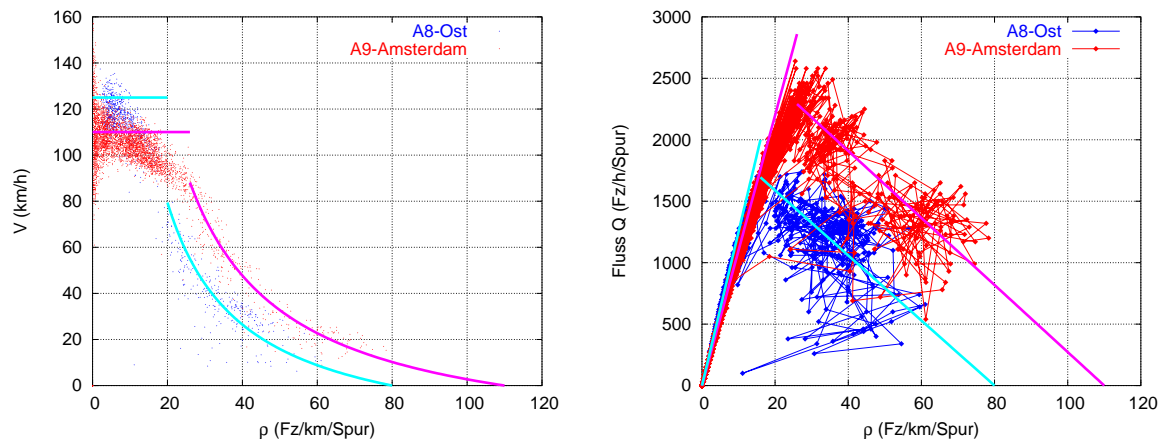 160
140
120
100
80
60
40
20
0
V (km/h)
0 20 40 60 80 100 120
ρ (Fz/km/Spur)
A8-Ost
A9-Amsterdam
3000
2500
2000
1500
1000
500
0
Fluss Q (Fz/h/Spur)
0 20 40 60 80 100 120
ρ (Fz/km/Spur)
A8-Ost
A9-Amsterdam